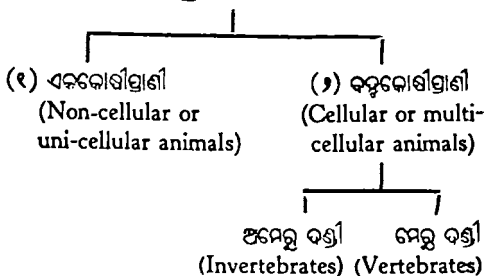 (୧) ଏକକୋଷୀପ୍ରାଣୀ
(Non-cellular or
uni-cellular animals)
(୨) ବହୁକୋଷୀପ୍ରାଣୀ
(Cellular or multi-
cellular animals)
ଅମେରୁ ଦଣ୍ଡୀ ମେରୁ ଦଣ୍ଡୀ
(Invertebrates) (Vertebrates)